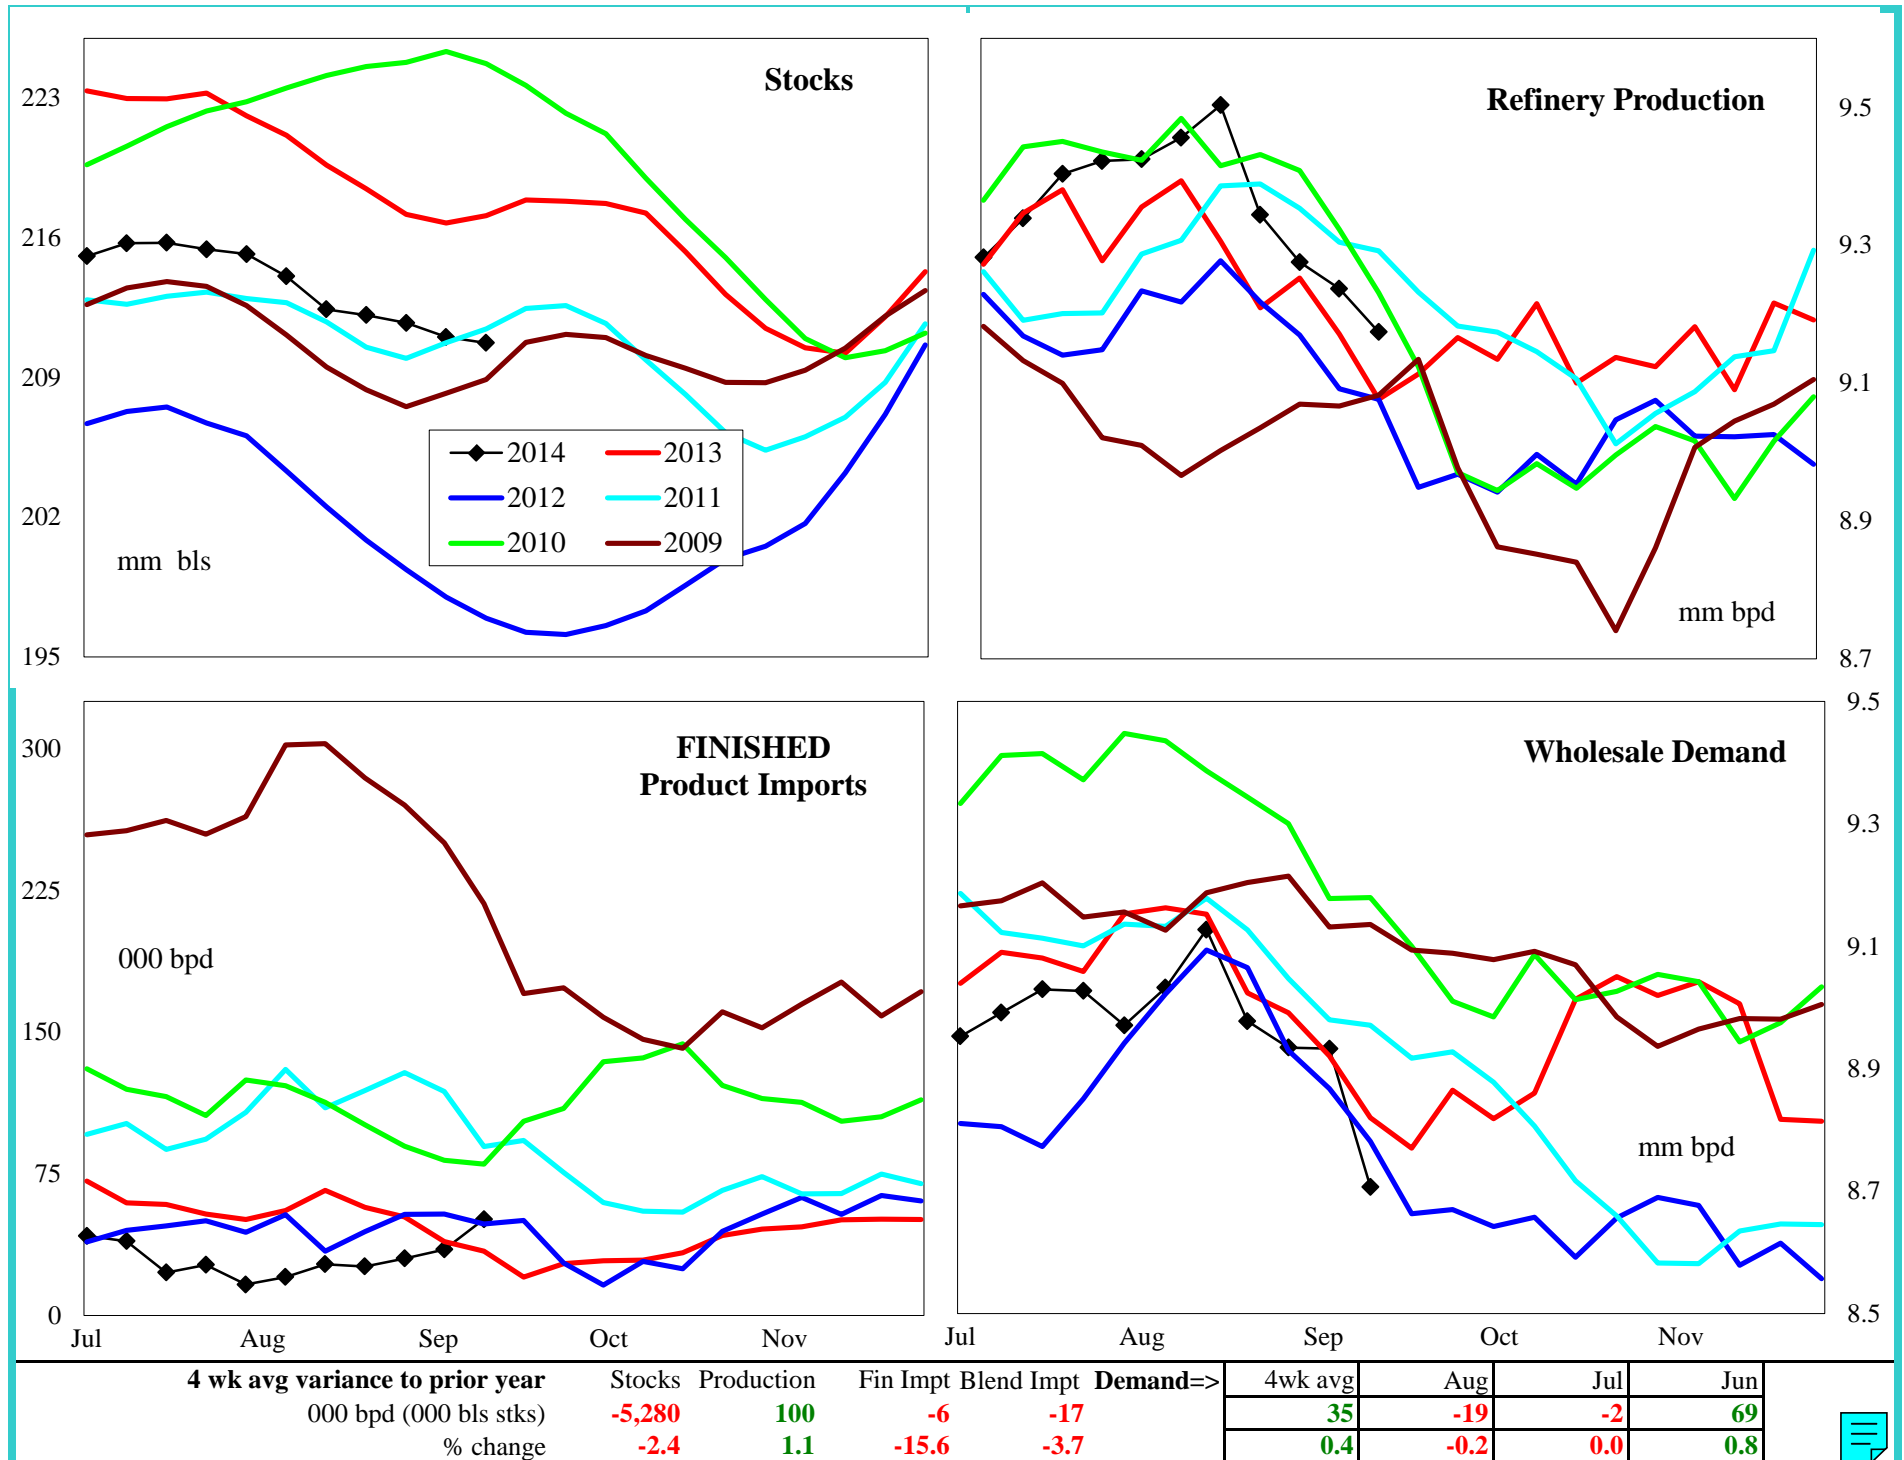 Stocks
223
216
209
202
195
mm bls
2014
2013
2012
2011
2010
2009
Refinery Production
9.5
9.3
9.1
8.9
8.7
mm bpd
FINISHED
Product Imports
300
225
150
75
0
000 bpd
Jul Aug Sep Oct Nov
Wholesale Demand
9.5
9.3
9.1
8.9
8.7
8.5
mm bpd
Jul Aug Sep Oct Nov
4 wk avg variance to prior year Stocks Production Fin Impt Blend Impt Demand=> 4wk avg Aug Jul Jun
000 bpd (000 bls stks) -5,280 100 -6 -17 35 -19 -2 69
% change -2.4 1.1 -15.6 -3.7 0.4 -0.2 0.0 0.8